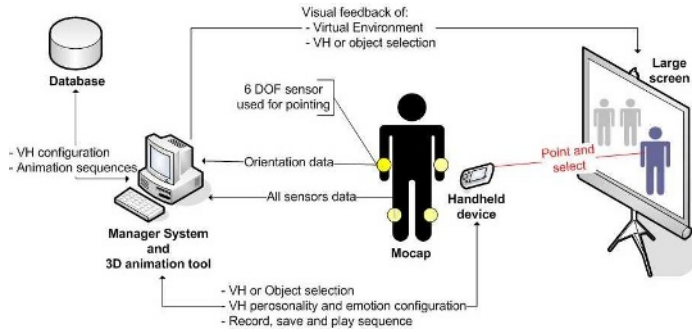 Visual feedback of:
- Virtual Environment
- VH or object selection
Large
screen
Database
6 DOF sensor
used for pointing
- VH configuration
- Animation sequences
Orientation data
Point and
select
All sensors data
Handheld
device
Manager System
and
3D animation tool
Mocap
- VH or Object selection
- VH perosonality and emotion configuration
- Record, save and play sequence